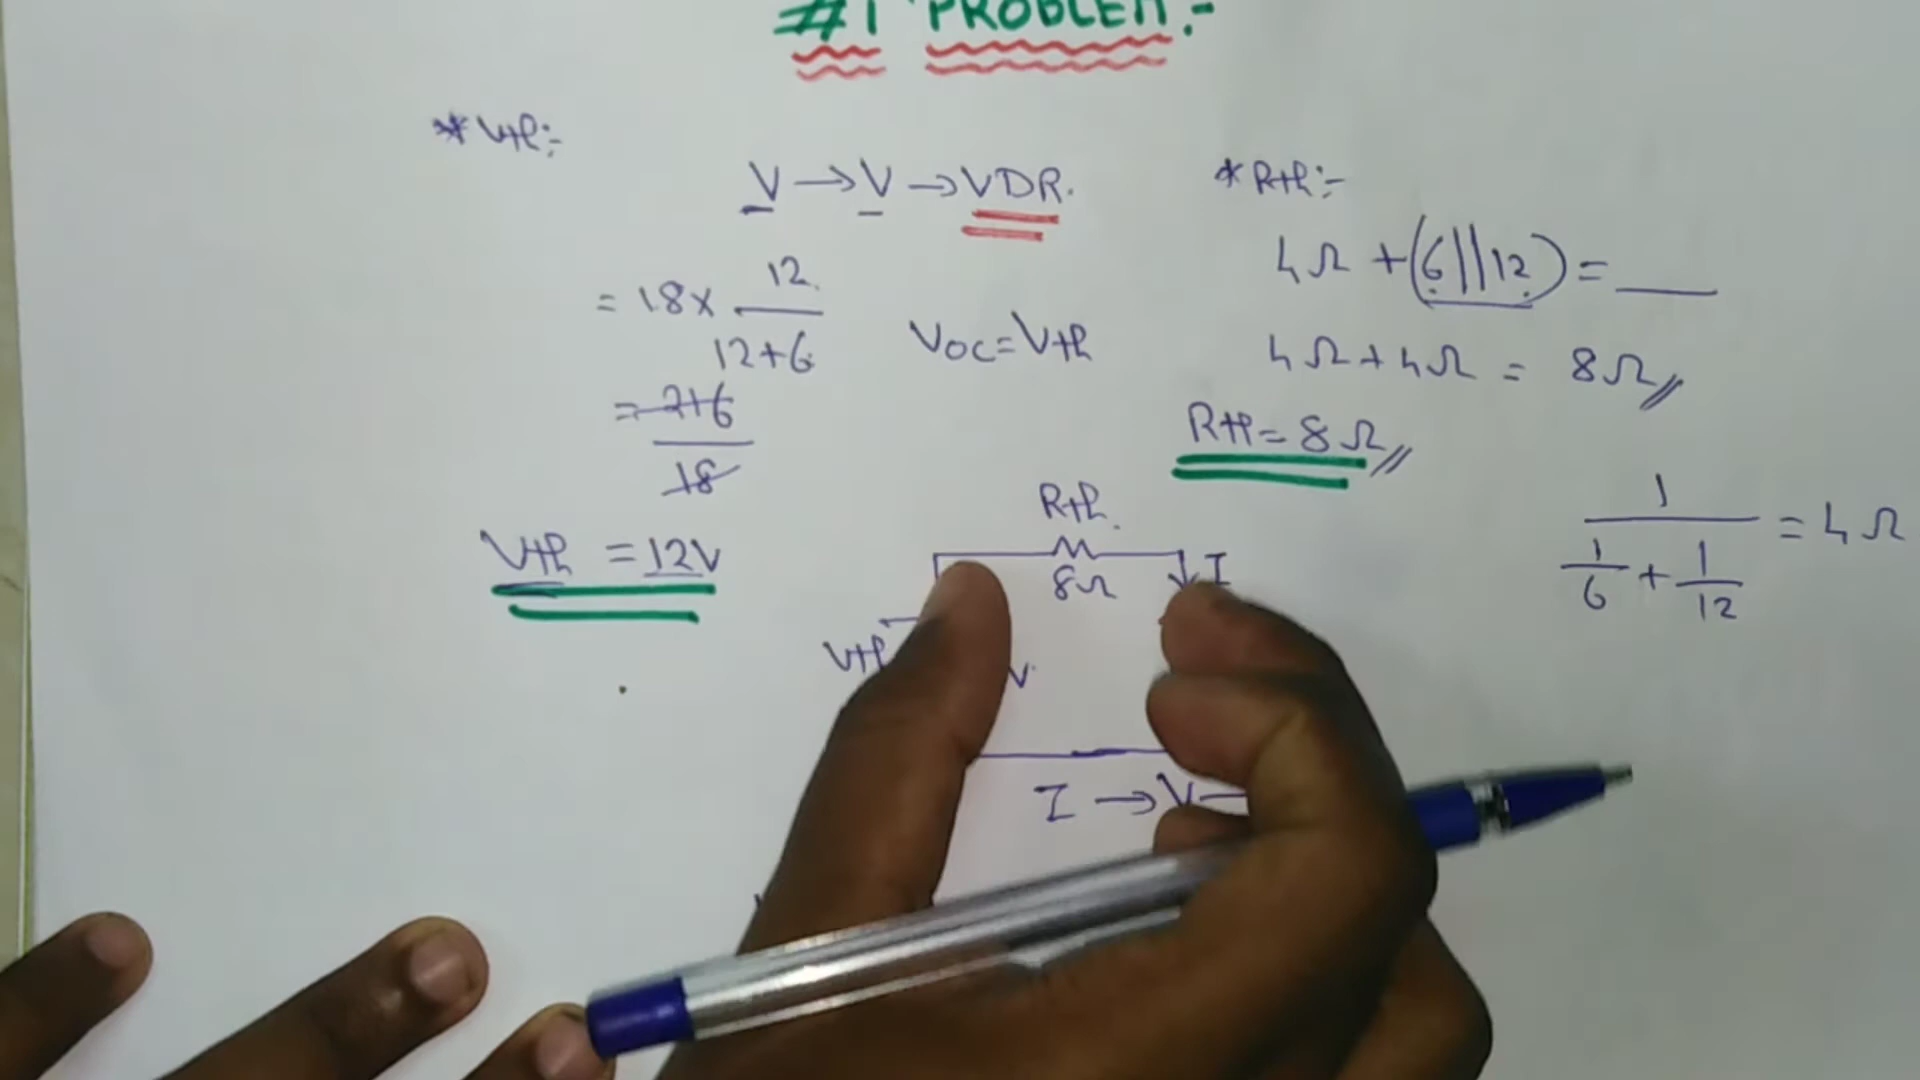 #1 PROBLEM:-
* Vth:-
V → V → VDR.
= 18 x 12 / 12+6
= 216 / 18
Vth = 12V
Voc = Vth
* Rth:-
4Ω + (6||12) = ___
4Ω + 4Ω = 8Ω //
Rth = 8Ω //
1 / 1/6 + 1/12 = 4Ω
Rth.
8Ω
I
Vth
V
I → V